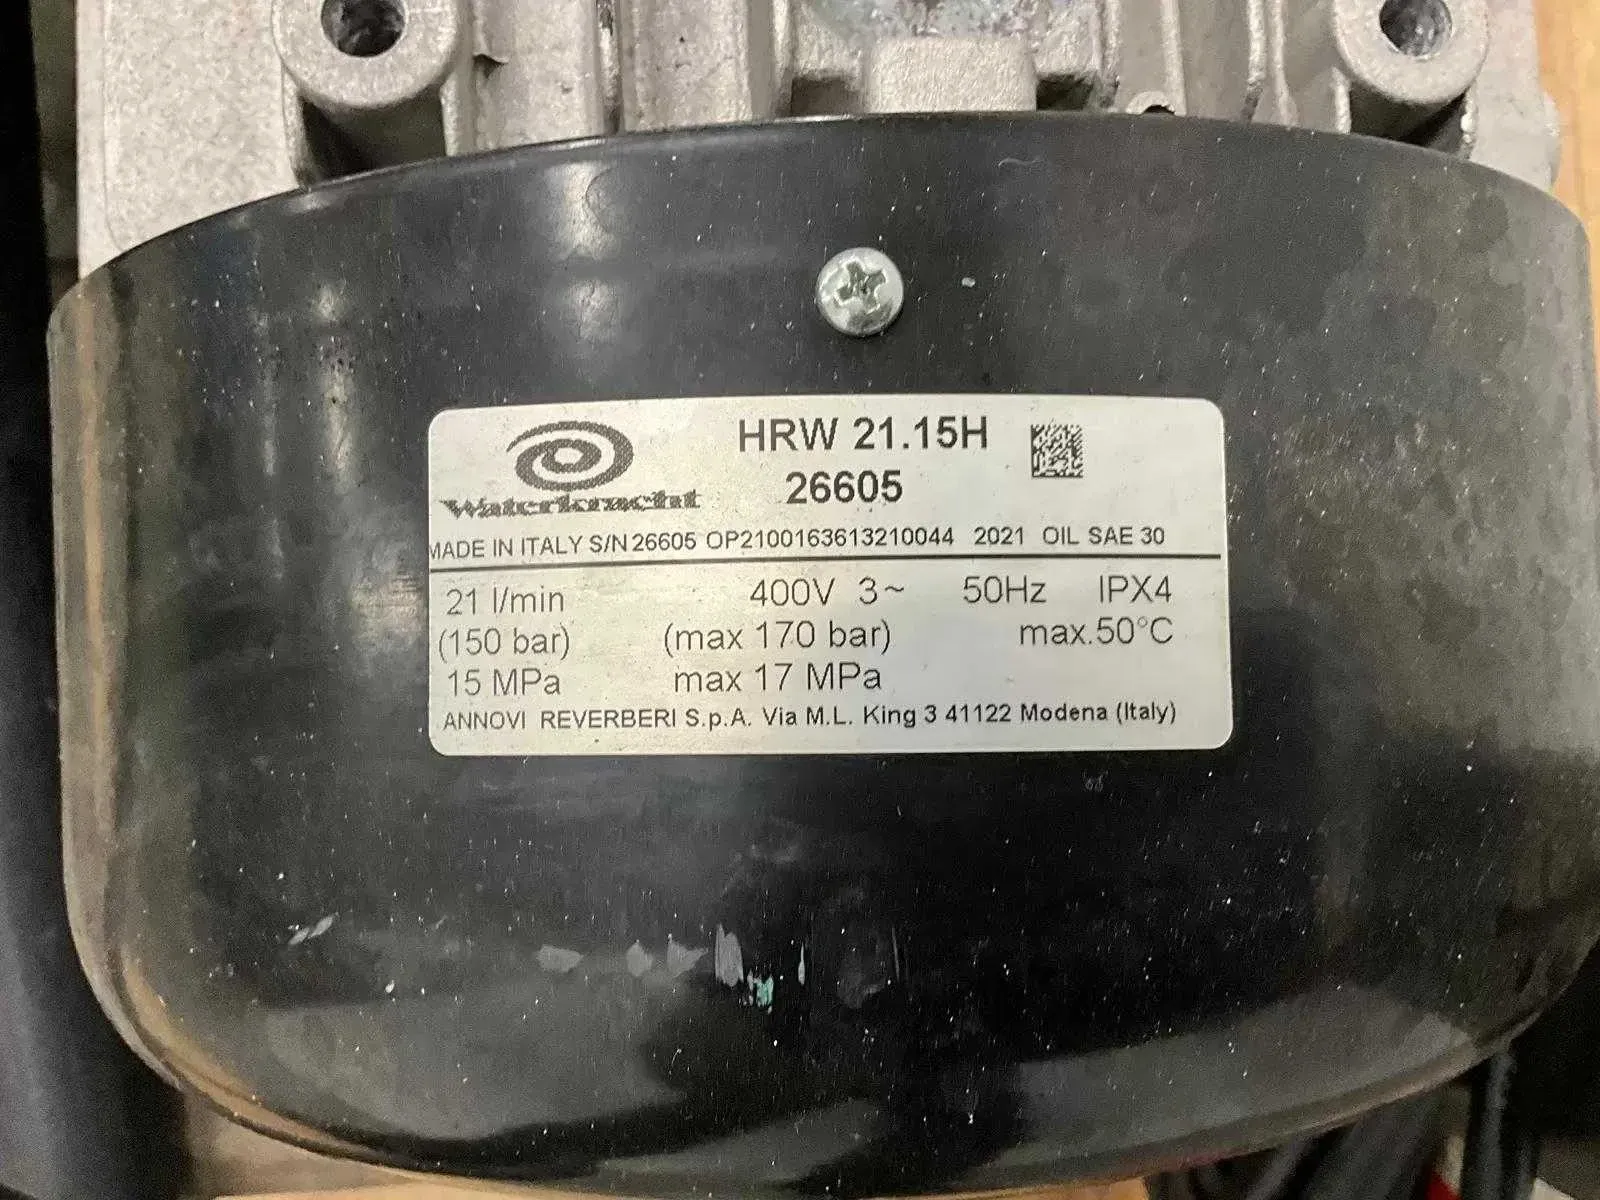 HRW 21.15H
26605
Waterkracht
MADE IN ITALY S/N 26605 OP2100163613210044 2021 OIL SAE 30
21 l/min 400V 3~ 50Hz IPX4
(150 bar) (max 170 bar) max.50°C
15 MPa max 17 MPa
ANNOVI REVERBERI S.p.A. Via M.L. King 3 41122 Modena (Italy)